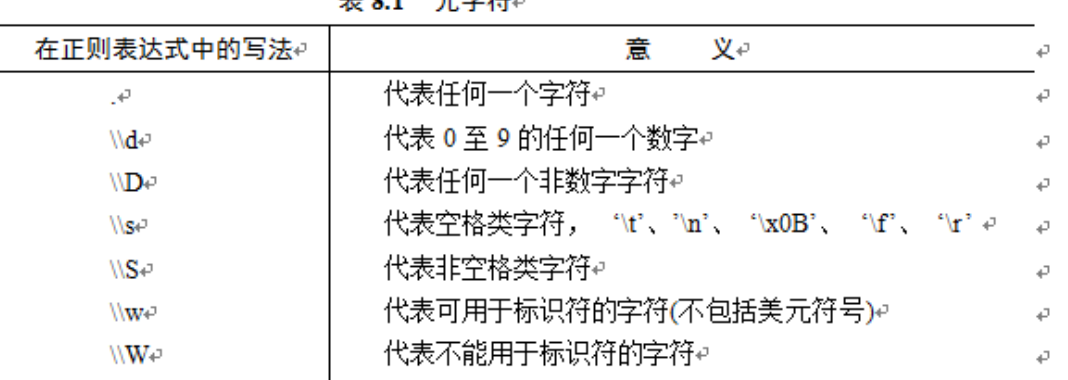 表 8.1 元字符
在正则表达式中的写法 意 义
. 代表任何一个字符
\\d 代表 0 至 9 的任何一个数字
\\D 代表任何一个非数字字符
\\s 代表空格类字符， ‘\t’、’\n’、 ‘\x0B’、 ‘\f’、 ‘\r’
\\S 代表非空格类字符
\\w 代表可用于标识符的字符(不包括美元符号)
\\W 代表不能用于标识符的字符